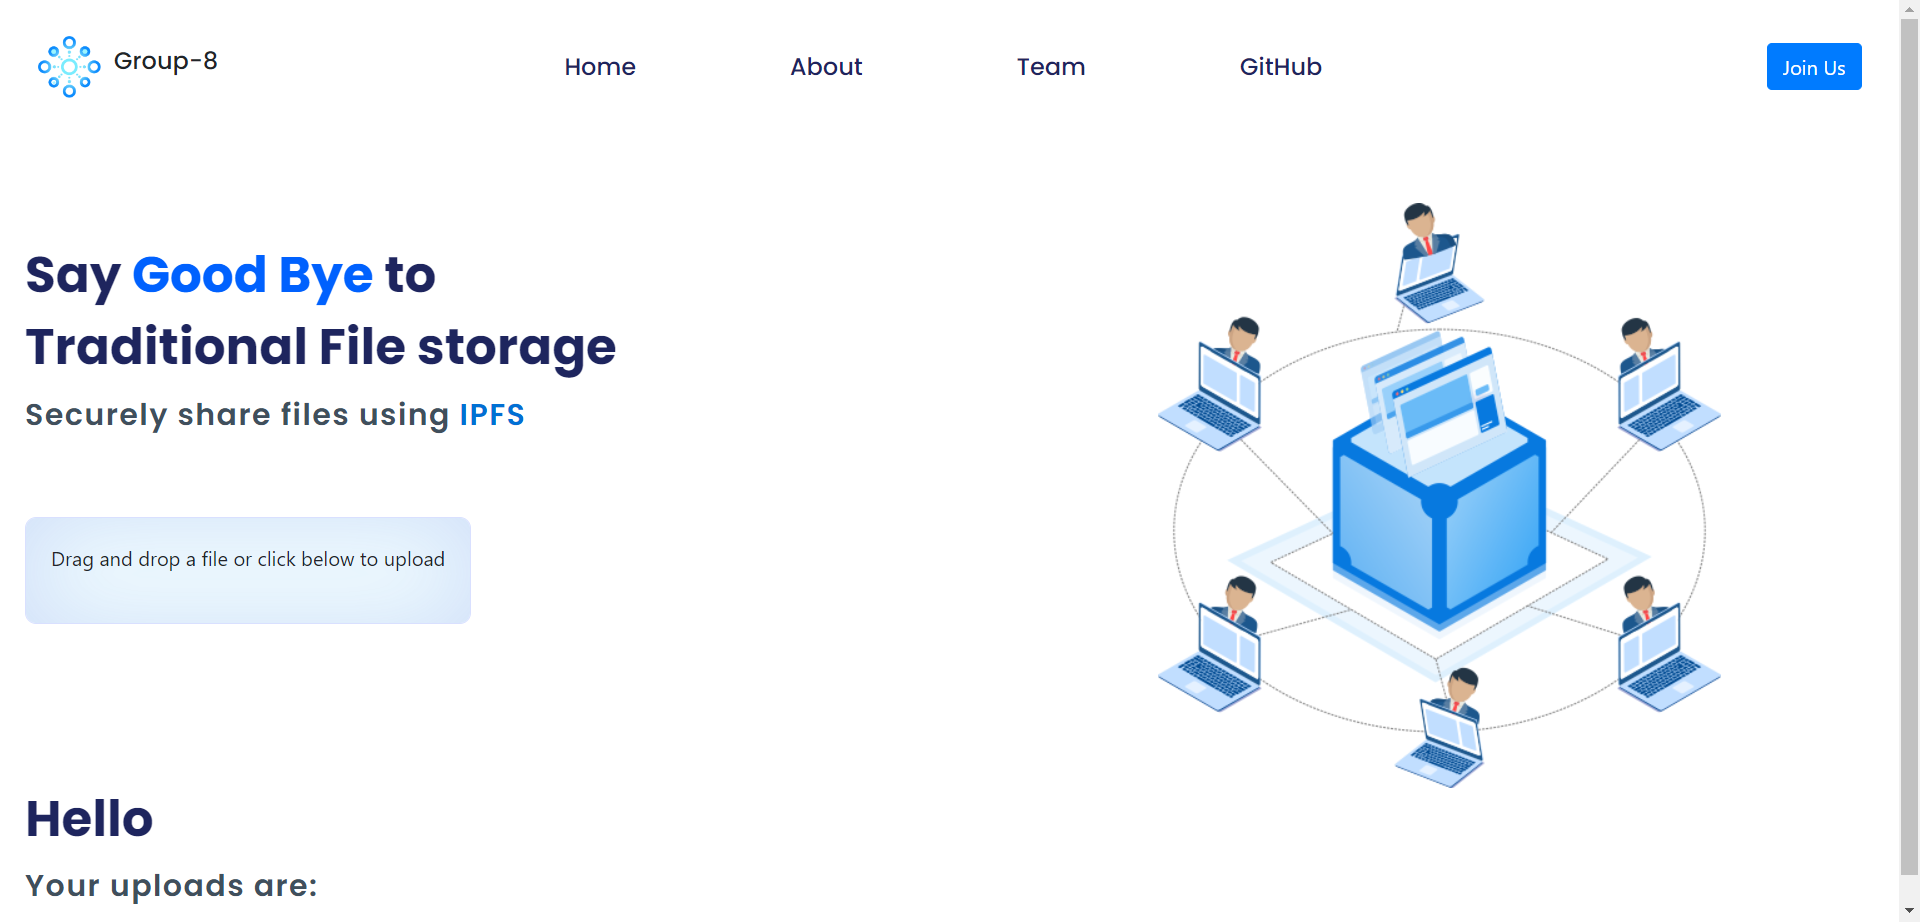 Group-8
Home
About
Team
GitHub
Join Us
Say Good Bye to
Traditional File storage
Securely share files using IPFS
Drag and drop a file or click below to upload
Hello
Your uploads are: